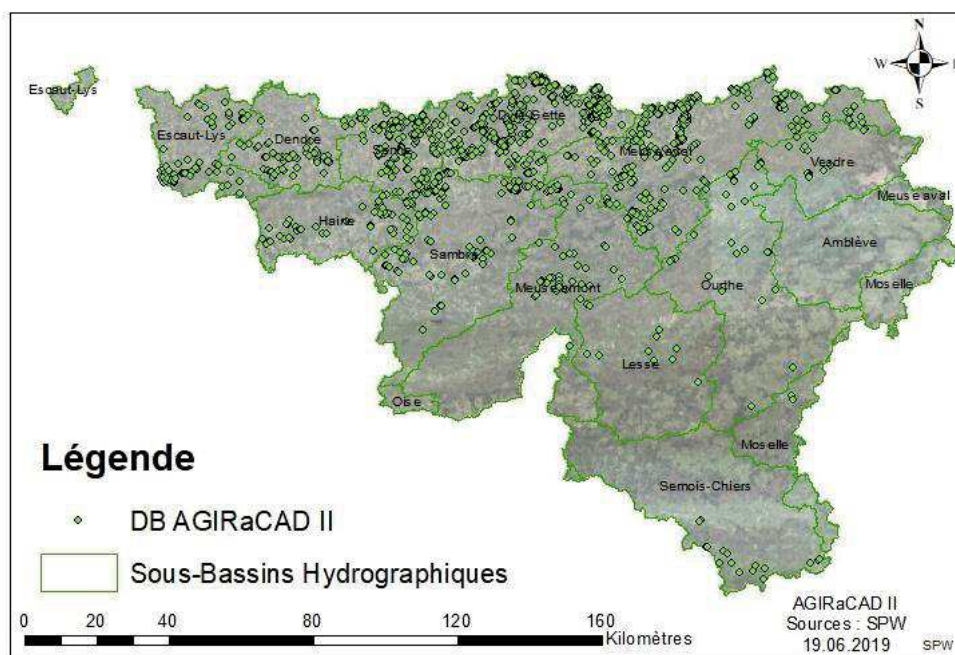 N
W
S
Escaut-Lys
Escaut-Lys
Dendre
Senne
Dyle-Gette
Meuse aval
Vesdre
Meuse aval
Haine
Sambre
Amblève
Meuse amont
Ourthe
Moselle
Lesse
Oise
Moselle
Semois-Chiers
Légende
DB AGIRaCAD II
Sous-Bassins Hydrographiques
0 10 20 40 80 120 160
Kilomètres
AGIRaCAD II
Sources : SPW
19.06.2019
SPW